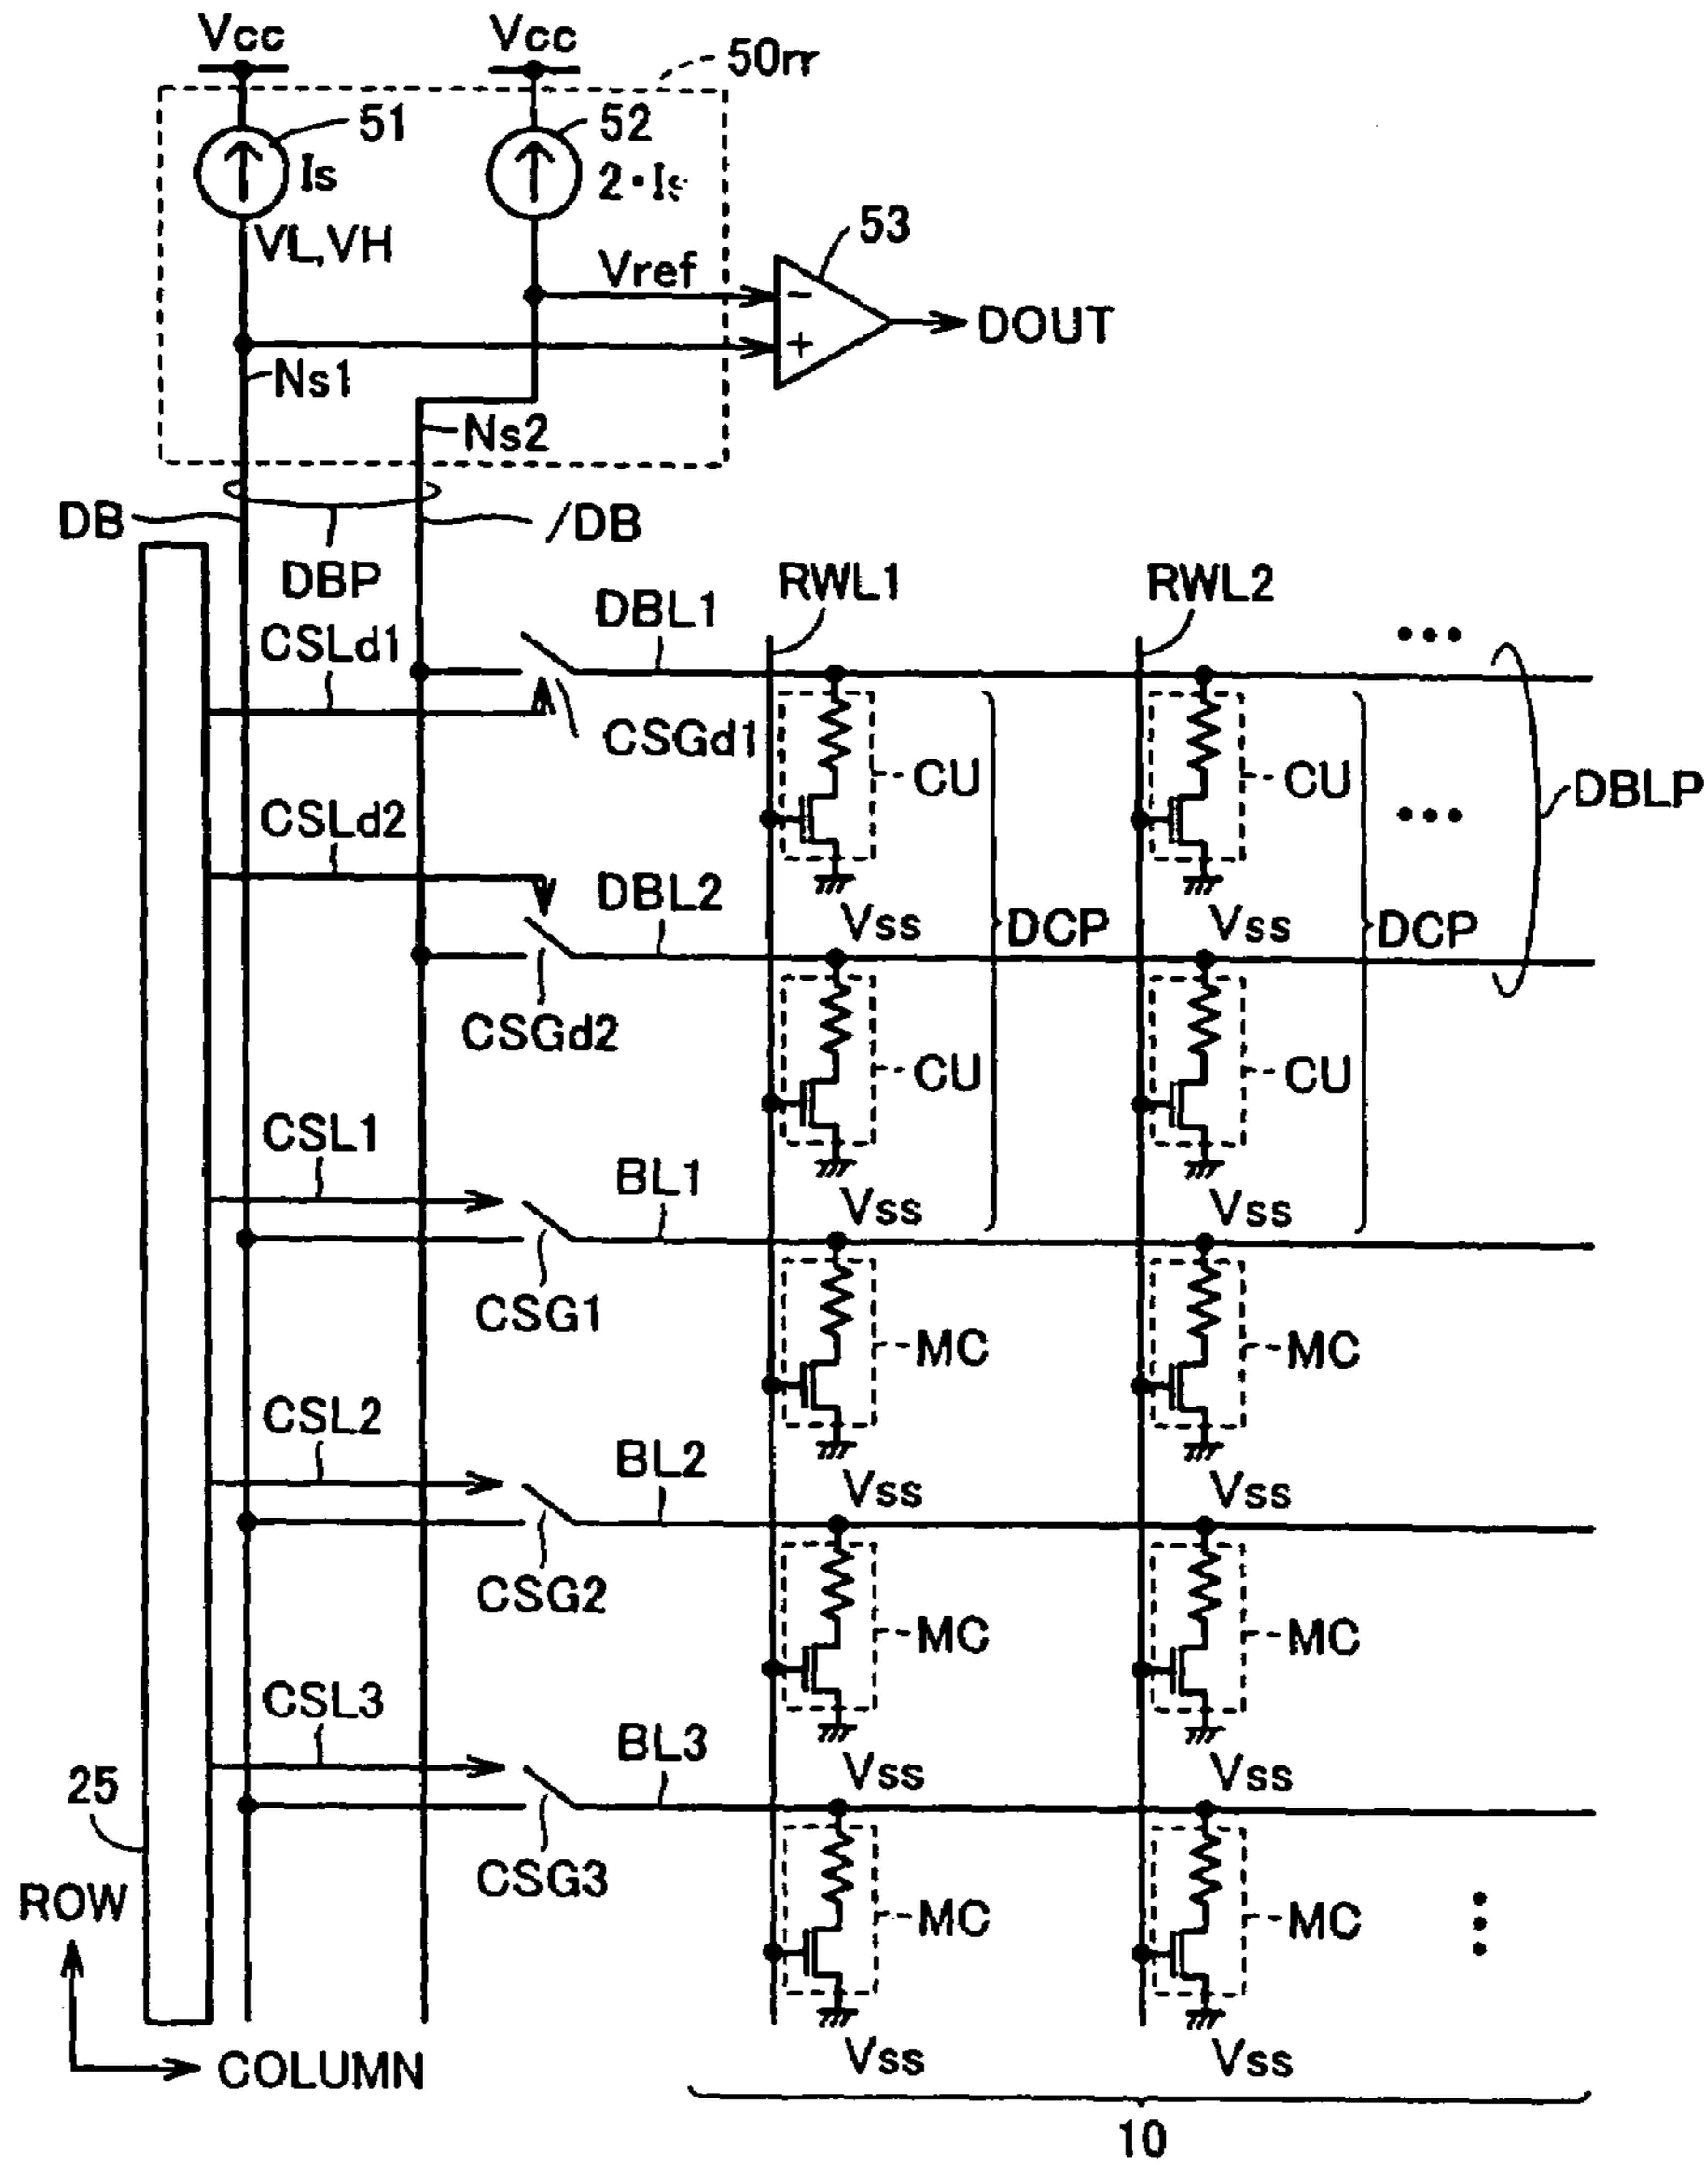 Vcc Vcc 50rr
51 52
Is 2·Is
VL,VH 53
Vref
− DOUT
+
Ns1
Ns2
DB /DB
DBP RWL1 RWL2
CSLd1 DBL1 •••
CSGd1 CU CU DBLP
CSLd2 •••
DBL2 Vss DCP Vss DCP
CSGd2 CU CU
CSL1 BL1 Vss Vss
CSG1 MC MC
CSL2 BL2 Vss Vss
CSG2 MC MC
CSL3 BL3 Vss Vss
25
CSG3
ROW MC MC
COLUMN Vss Vss
10